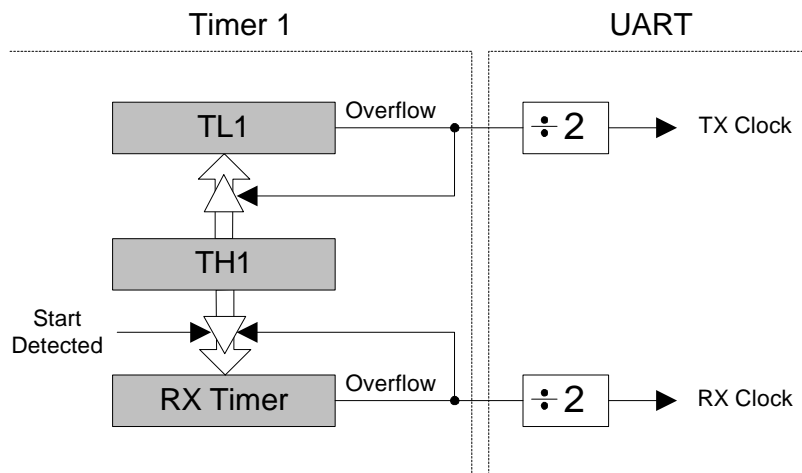 Timer 1
UART
TL1
Overflow
÷ 2
TX Clock
TH1
Start
Detected
RX Timer
Overflow
÷ 2
RX Clock